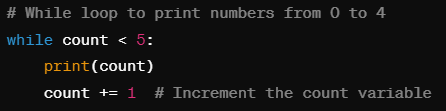 # While loop to print numbers from 0 to 4
while count < 5:
    print(count)
    count += 1  # Increment the count variable